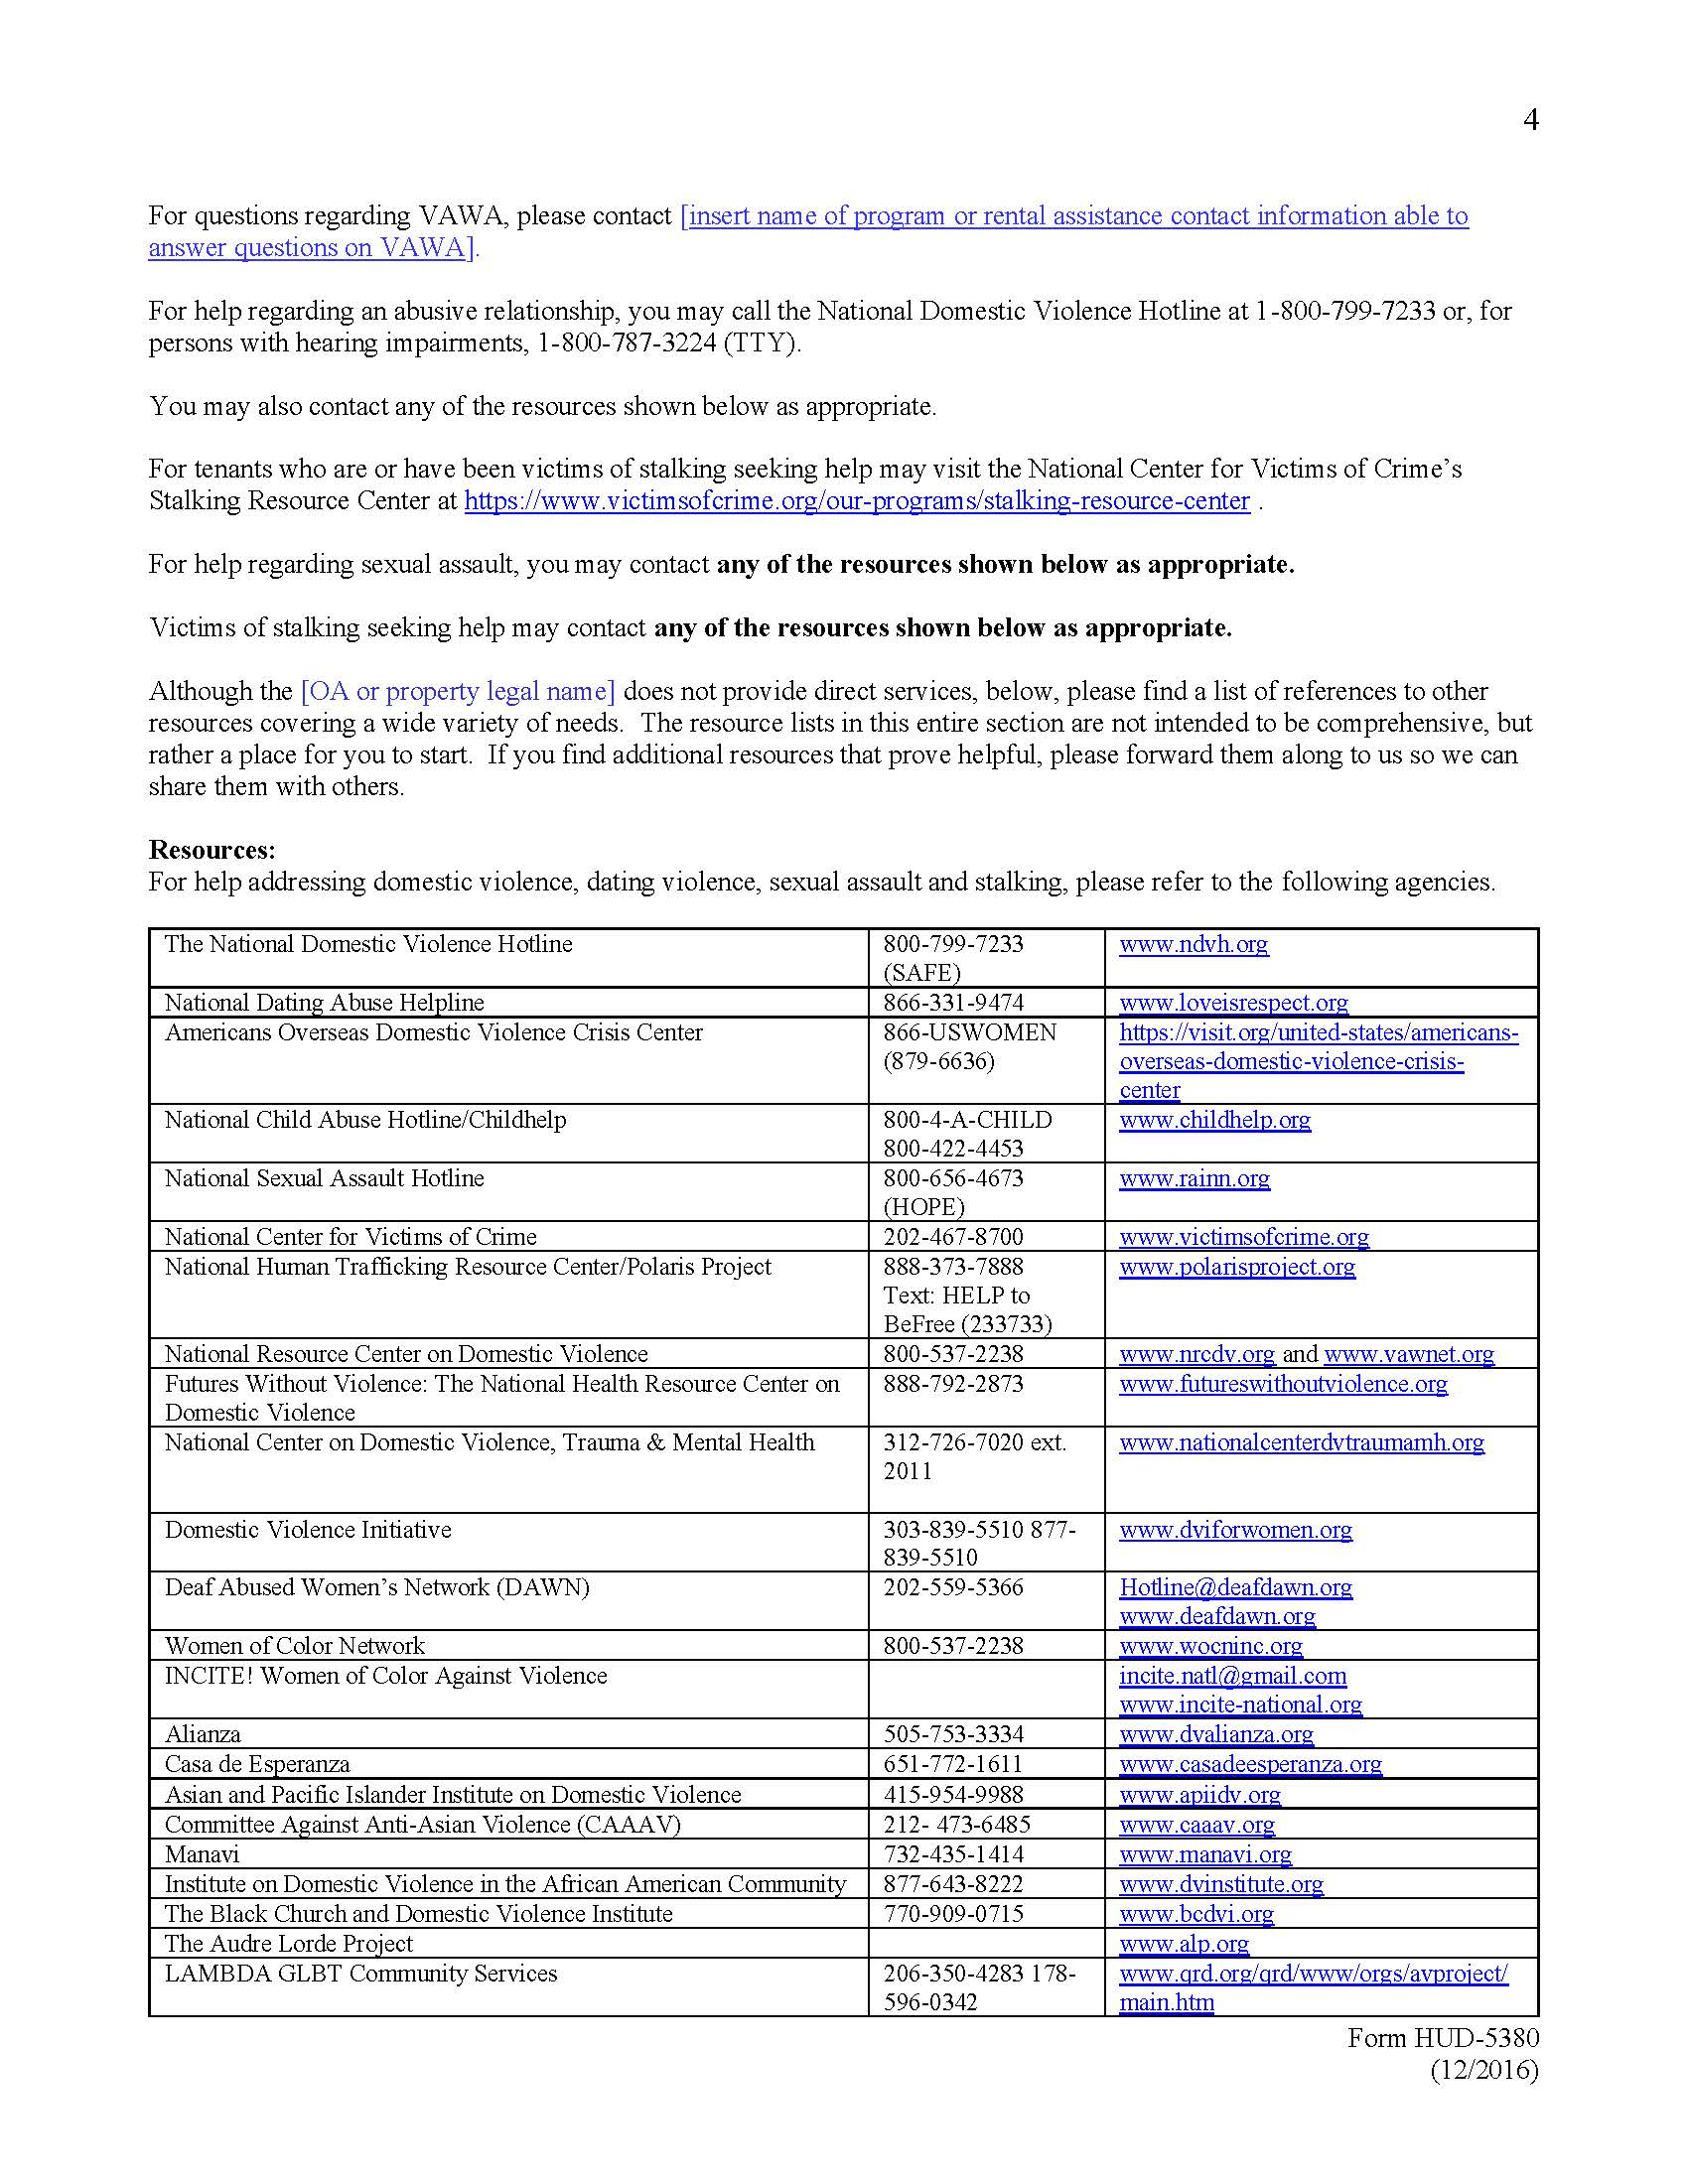 4
For questions regarding VAWA, please contact [insert name of program or rental assistance contact information able to
answer questions on VAWA].
For help regarding an abusive relationship, you may call the National Domestic Violence Hotline at 1-800-799-7233 or, for
persons with hearing impairments, 1-800-787-3224 (TTY).
You may also contact any of the resources shown below as appropriate.
For tenants who are or have been victims of stalking seeking help may visit the National Center for Victims of Crime’s
Stalking Resource Center at https://www.victimsofcrime.org/our-programs/stalking-resource-center .
For help regarding sexual assault, you may contact any of the resources shown below as appropriate.
Victims of stalking seeking help may contact any of the resources shown below as appropriate.
Although the [OA or property legal name] does not provide direct services, below, please find a list of references to other
resources covering a wide variety of needs.  The resource lists in this entire section are not intended to be comprehensive, but
rather a place for you to start.  If you find additional resources that prove helpful, please forward them along to us so we can
share them with others.
Resources:
For help addressing domestic violence, dating violence, sexual assault and stalking, please refer to the following agencies.
The National Domestic Violence Hotline 800-799-7233 www.ndvh.org
(SAFE)
National Dating Abuse Helpline 866-331-9474 www.loveisrespect.org
Americans Overseas Domestic Violence Crisis Center 866-USWOMEN https://visit.org/united-states/americans-
(879-6636) overseas-domestic-violence-crisis-
center
National Child Abuse Hotline/Childhelp 800-4-A-CHILD www.childhelp.org
800-422-4453
National Sexual Assault Hotline 800-656-4673 www.rainn.org
(HOPE)
National Center for Victims of Crime 202-467-8700 www.victimsofcrime.org
National Human Trafficking Resource Center/Polaris Project 888-373-7888 www.polarisproject.org
Text: HELP to
BeFree (233733)
National Resource Center on Domestic Violence 800-537-2238 www.nrcdv.org and www.vawnet.org
Futures Without Violence: The National Health Resource Center on 888-792-2873 www.futureswithoutviolence.org
Domestic Violence
National Center on Domestic Violence, Trauma & Mental Health 312-726-7020 ext. www.nationalcenterdvtraumamh.org
2011
Domestic Violence Initiative 303-839-5510 877- www.dviforwomen.org
839-5510
Deaf Abused Women’s Network (DAWN) 202-559-5366 Hotline@deafdawn.org
www.deafdawn.org
Women of Color Network 800-537-2238 www.wocninc.org
INCITE! Women of Color Against Violence incite.natl@gmail.com
www.incite-national.org
Alianza 505-753-3334 www.dvalianza.org
Casa de Esperanza 651-772-1611 www.casadeesperanza.org
Asian and Pacific Islander Institute on Domestic Violence 415-954-9988 www.apiidv.org
Committee Against Anti-Asian Violence (CAAAV) 212- 473-6485 www.caaav.org
Manavi 732-435-1414 www.manavi.org
Institute on Domestic Violence in the African American Community 877-643-8222 www.dvinstitute.org
The Black Church and Domestic Violence Institute 770-909-0715 www.bcdvi.org
The Audre Lorde Project www.alp.org
LAMBDA GLBT Community Services 206-350-4283 178- www.qrd.org/qrd/www/orgs/avproject/
596-0342 main.htm
Form HUD-5380
(12/2016)